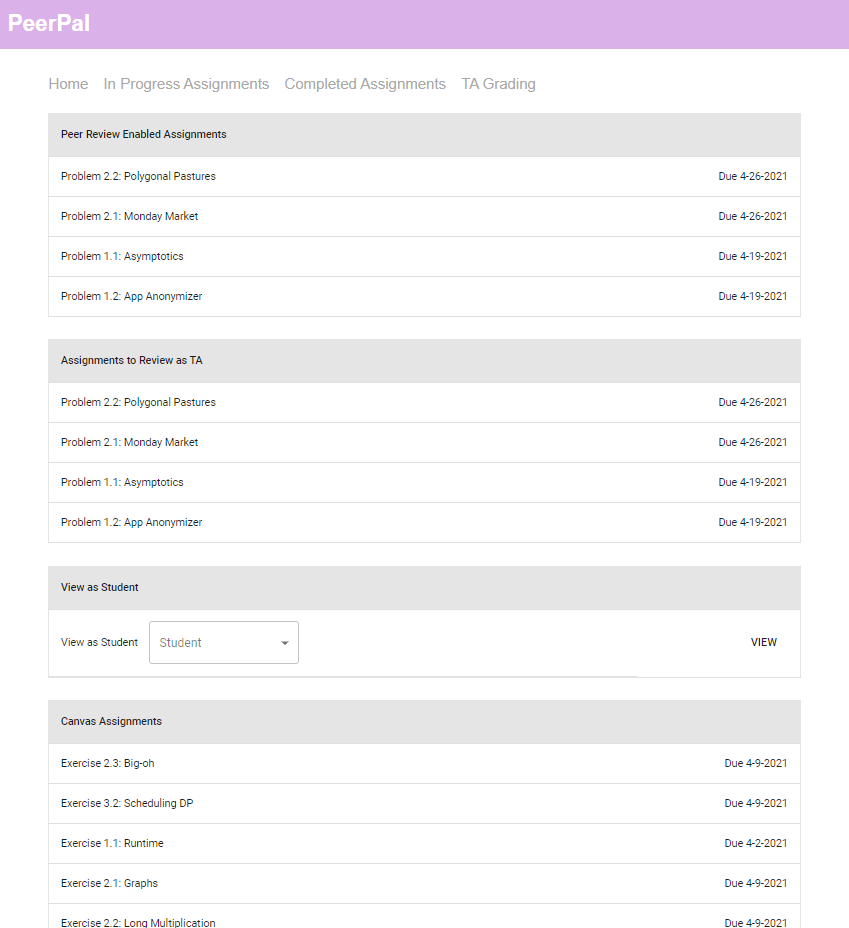 PeerPal
Home In Progress Assignments Completed Assignments TA Grading
Peer Review Enabled Assignments
Problem 2.2: Polygonal Pastures Due 4-26-2021
Problem 2.1: Monday Market Due 4-26-2021
Problem 1.1: Asymptotics Due 4-19-2021
Problem 1.2: App Anonymizer Due 4-19-2021
Assignments to Review as TA
Problem 2.2: Polygonal Pastures Due 4-26-2021
Problem 2.1: Monday Market Due 4-26-2021
Problem 1.1: Asymptotics Due 4-19-2021
Problem 1.2: App Anonymizer Due 4-19-2021
View as Student
View as Student Student VIEW
Canvas Assignments
Exercise 2.3: Big-oh Due 4-9-2021
Exercise 3.2: Scheduling DP Due 4-9-2021
Exercise 1.1: Runtime Due 4-2-2021
Exercise 2.1: Graphs Due 4-9-2021
Exercise 2.2: Long Multiplication Due 4-9-2021